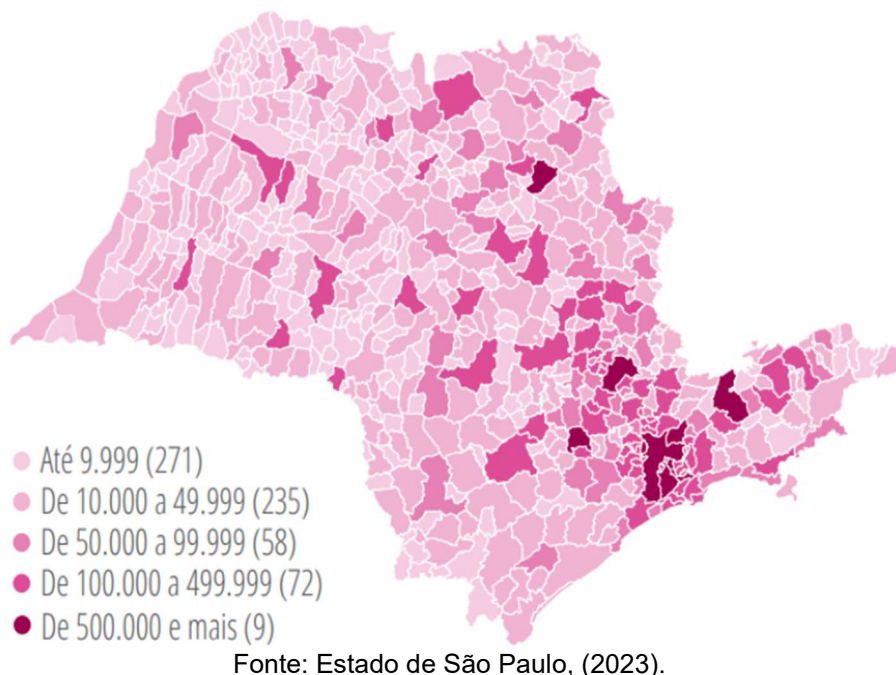 Até 9.999 (271)
De 10.000 a 49.999 (235)
De 50.000 a 99.999 (58)
De 100.000 a 499.999 (72)
De 500.000 e mais (9)
Fonte: Estado de São Paulo, (2023).